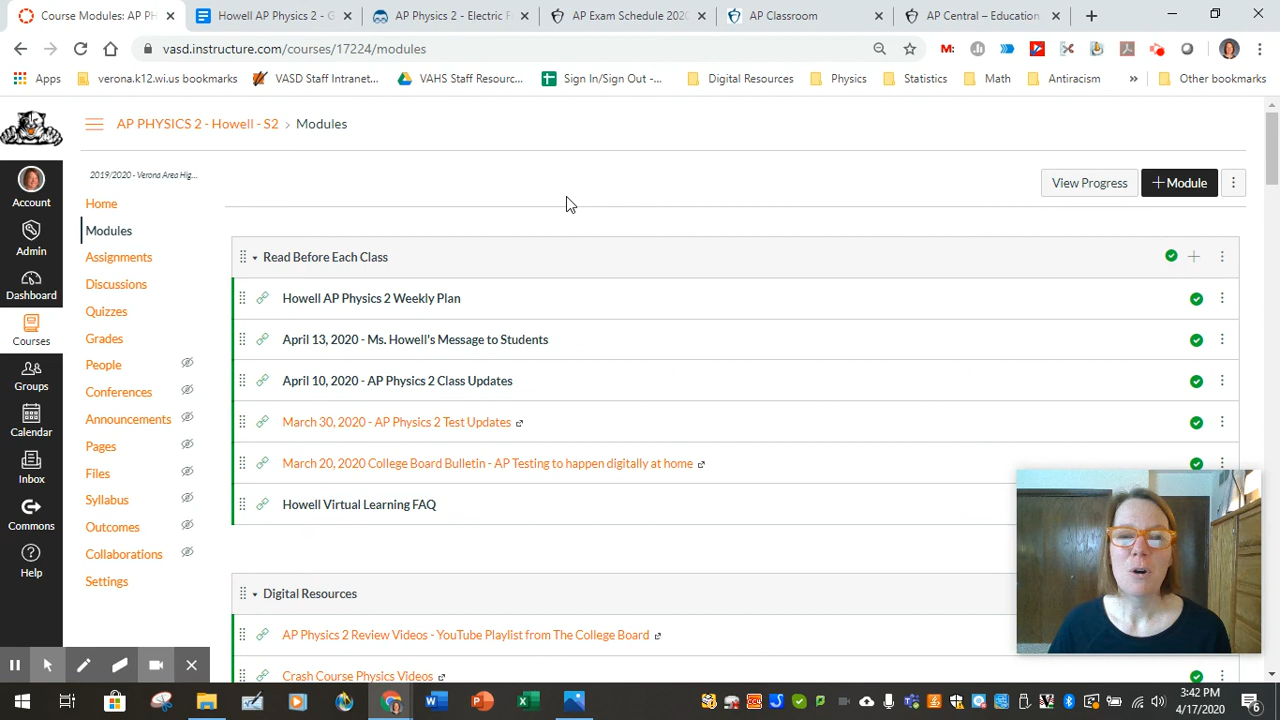 Course Modules: AP PH
Howell AP Physics 2 - G
AP Physics 2 - Electric F
AP Exam Schedule 2020
AP Classroom
AP Central – Education
vasd.instructure.com/courses/17224/modules
M:
Apps
verona.k12.wi.us bookmarks
VASD Staff Intranet...
VAHS Staff Resourc...
Sign In/Sign Out -...
Digital Resources
Physics
Statistics
Math
Antiracism
»
Other bookmarks
AP PHYSICS 2 - Howell - S2 › Modules
2019/2020 - Verona Area Hig...
View Progress
+ Module
Account
Admin
Dashboard
Courses
Groups
Calendar
Inbox
Commons
Help
Home
Modules
Assignments
Discussions
Quizzes
Grades
People
Conferences
Announcements
Pages
Files
Syllabus
Outcomes
Collaborations
Settings
Read Before Each Class
Howell AP Physics 2 Weekly Plan
April 13, 2020 - Ms. Howell's Message to Students
April 10, 2020 - AP Physics 2 Class Updates
March 30, 2020 - AP Physics 2 Test Updates
March 20, 2020 College Board Bulletin - AP Testing to happen digitally at home
Howell Virtual Learning FAQ
Digital Resources
AP Physics 2 Review Videos - YouTube Playlist from The College Board
Crash Course Physics Videos
3:42 PM
4/17/2020
6